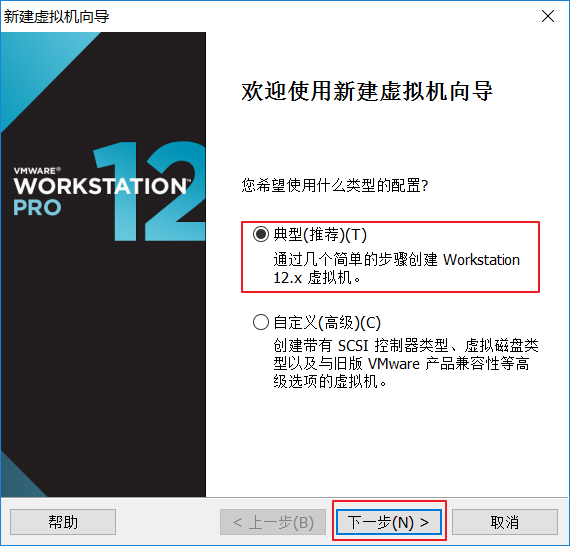 新建虚拟机向导
欢迎使用新建虚拟机向导
VMWARE®
WORKSTATION™
PRO
12
您希望使用什么类型的配置?
典型(推荐)(T)
通过几个简单的步骤创建 Workstation
12.x 虚拟机。
自定义(高级)(C)
创建带有 SCSI 控制器类型、虚拟磁盘类
型以及与旧版 VMware 产品兼容性等高
级选项的虚拟机。
帮助
< 上一步(B)
下一步(N) >
取消